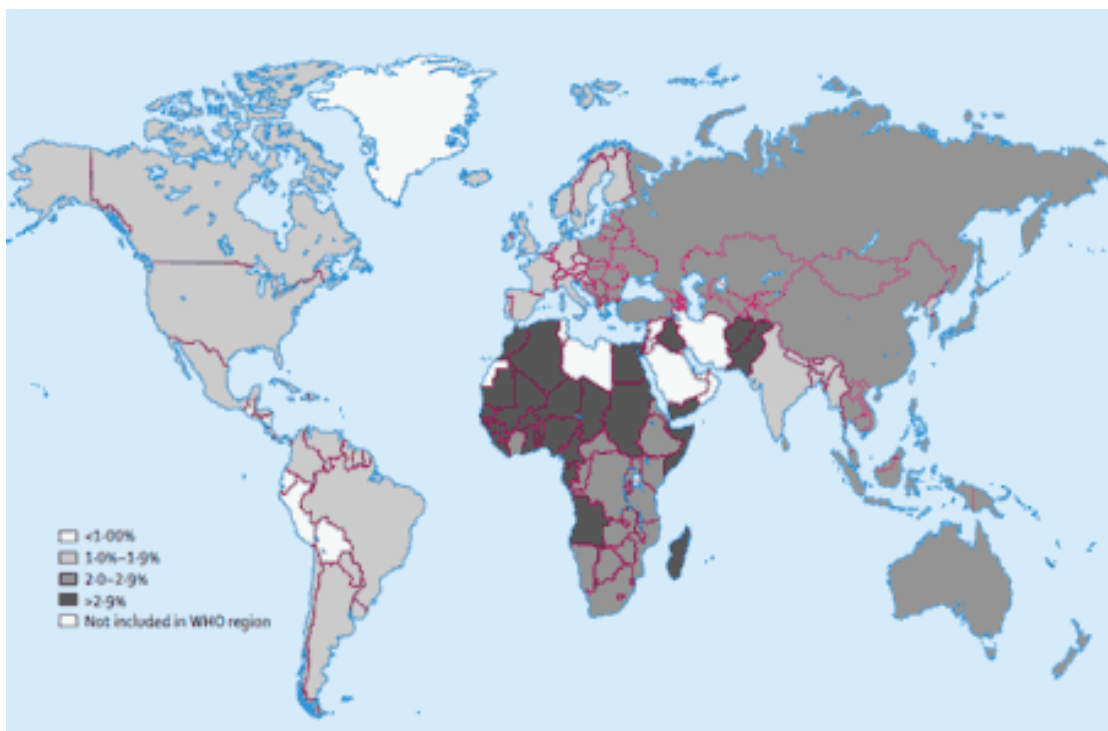 <1·00%
1·0%–1·9%
2·0–2·9%
>2·9%
Not included in WHO region